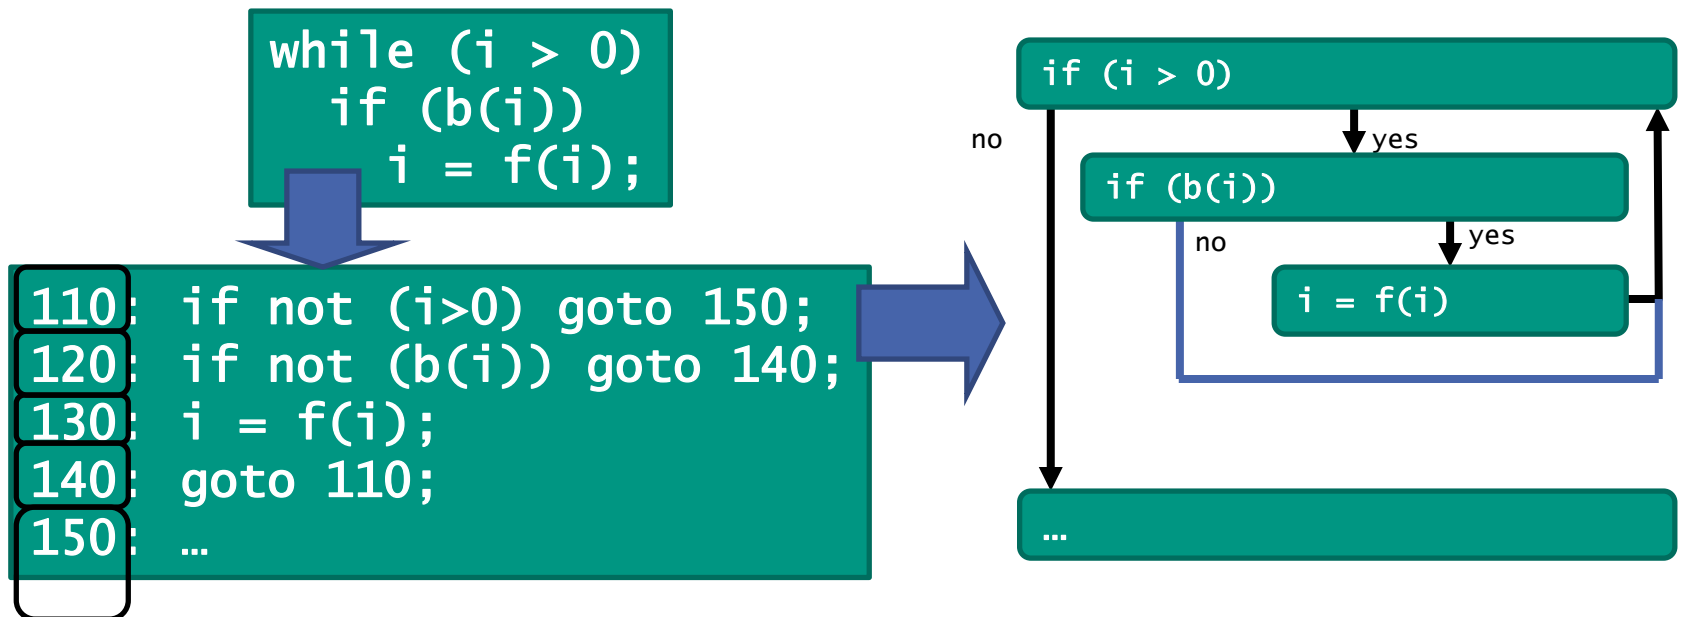 while (i > 0)
if (b(i))
i = f(i);
110: if not (i>0) goto 150;
120: if not (b(i)) goto 140;
130: i = f(i);
140: goto 110;
150: …
if (i > 0)
no
yes
if (b(i))
no
yes
i = f(i)
…